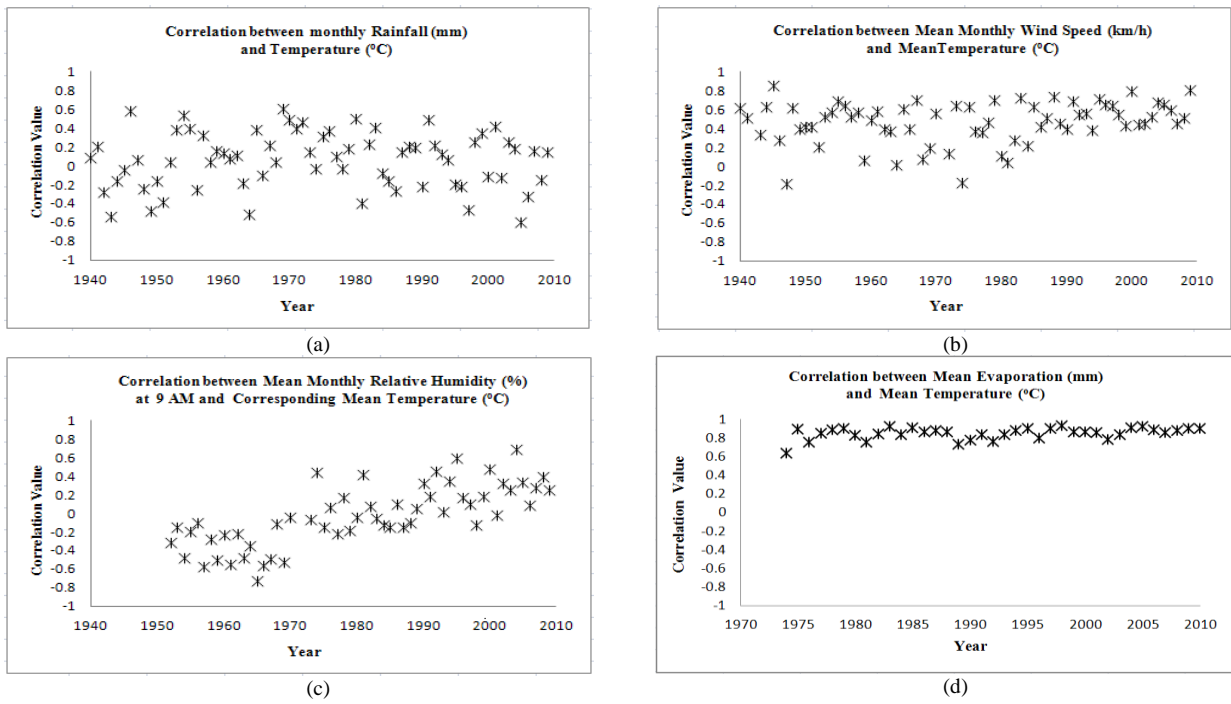 Correlation between monthly Rainfall (mm)
and Temperature (⁰C)
Correlation Value
1
0.8
0.6
0.4
0.2
0
-0.2
-0.4
-0.6
-0.8
-1
1940 1950 1960 1970 1980 1990 2000 2010
Year
(a)
Correlation between Mean Monthly Wind Speed (km/h)
and MeanTemperature (⁰C)
Correlation Value
1
0.8
0.6
0.4
0.2
0
-0.2
-0.4
-0.6
-0.8
-1
1940 1950 1960 1970 1980 1990 2000 2010
Year
(b)
Correlation between Mean Monthly Relative Humidity (%)
at 9 AM and Corresponding Mean Temperature (⁰C)
Correlation Value
1
0.8
0.6
0.4
0.2
0
-0.2
-0.4
-0.6
-0.8
-1
1940 1950 1960 1970 1980 1990 2000 2010
Year
(c)
Correlation between Mean Evaporation (mm)
and Mean Temperature (⁰C)
Correlation Value
1
0.8
0.6
0.4
0.2
0
-0.2
-0.4
-0.6
-0.8
-1
1970 1975 1980 1985 1990 1995 2000 2005 2010
Year
(d)